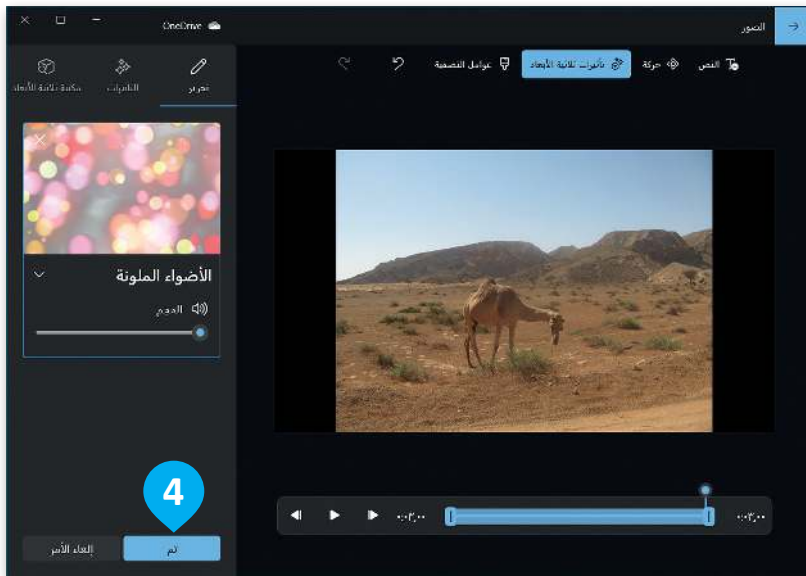 الصور
OneDrive
النص
حركة
تأثيرات ثلاثية الأبعاد
عوامل التصفية
تحرير
التأثيرات
مكتبة ثلاثية الأبعاد
الأضواء الملونة
الحجم
4
تم
إلغاء الأمر